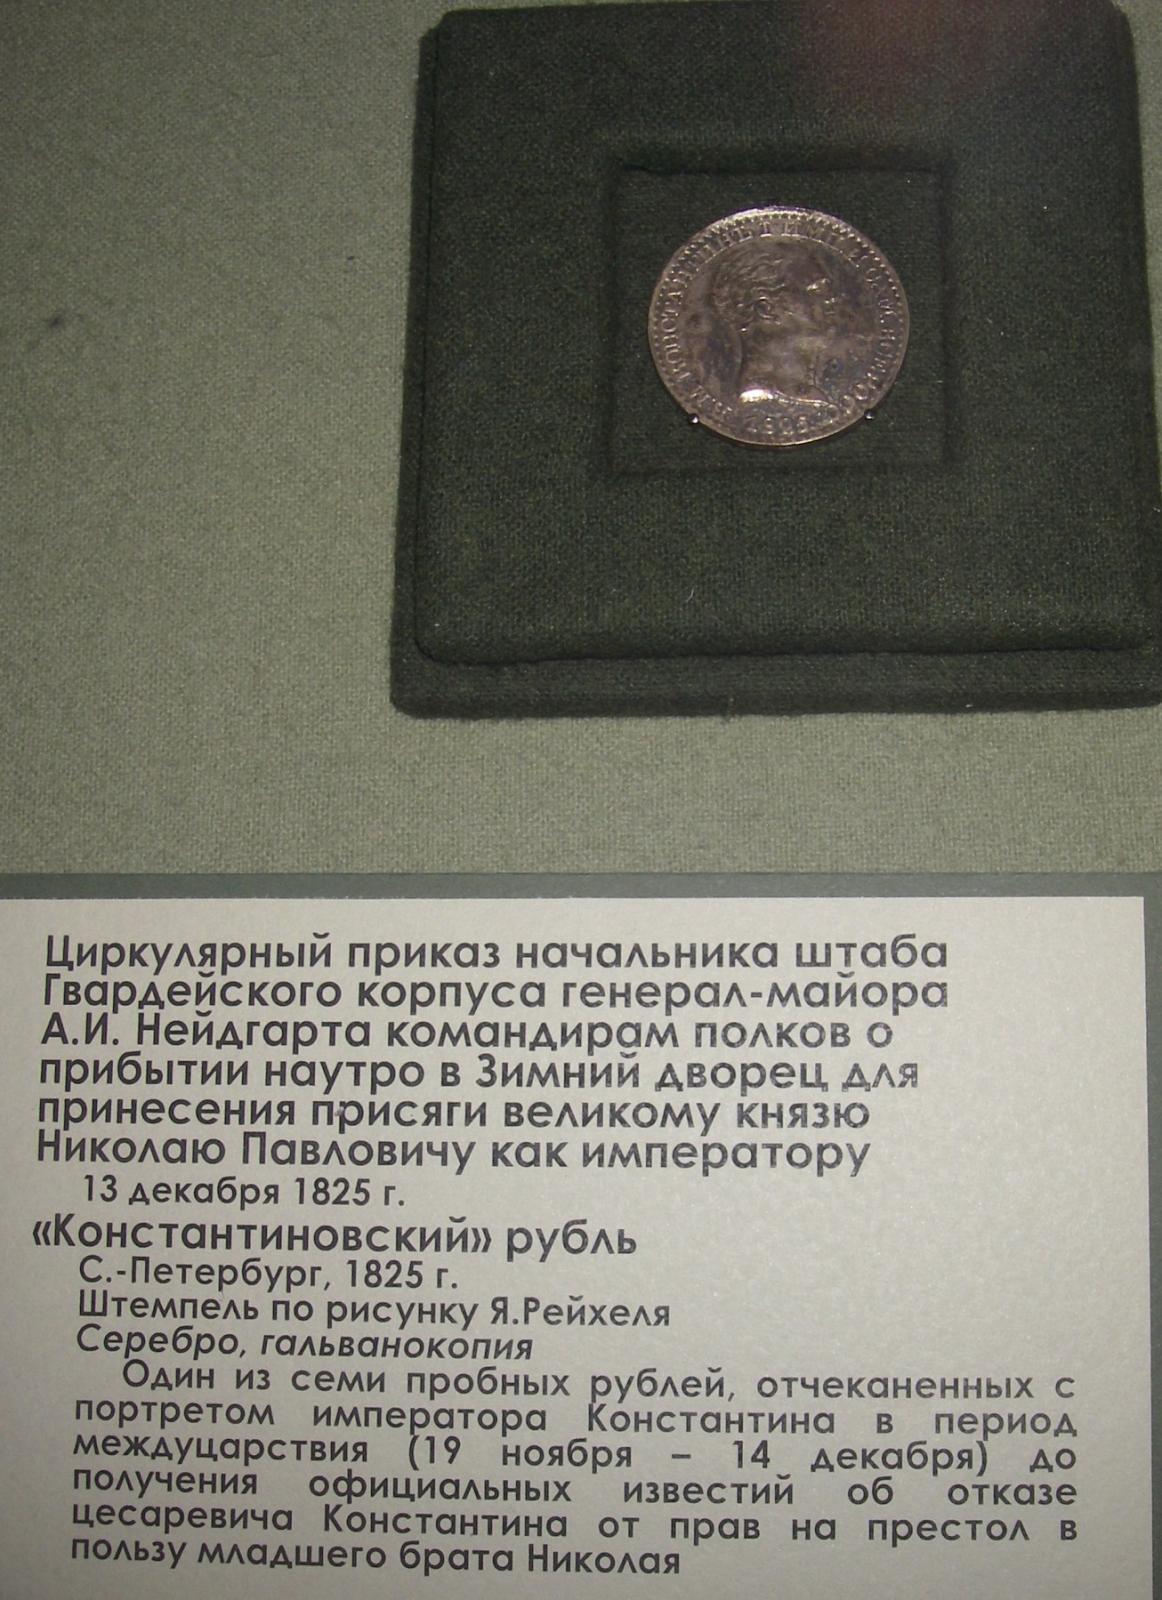 1825
Циркулярный приказ начальника штаба
Гвардейского корпуса генерал-майора
А.И. Нейдгарта командирам полков о
прибытии наутро в Зимний дворец для
принесения присяги великому князю
Николаю Павловичу как императору
13 декабря 1825 г.
«Константиновский» рубль
С.-Петербург, 1825 г.
Штемпель по рисунку Я.Рейхеля
Серебро, гальванокопия
Один из семи пробных рублей, отчеканенных с
портретом императора Константина в период
междуцарствия (19 ноября – 14 декабря) до
получения официальных известий об отказе
цесаревича Константина от прав на престол в
пользу младшего брата Николая